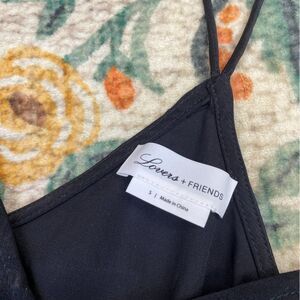 Lovers + FRIENDS
S | Made in China